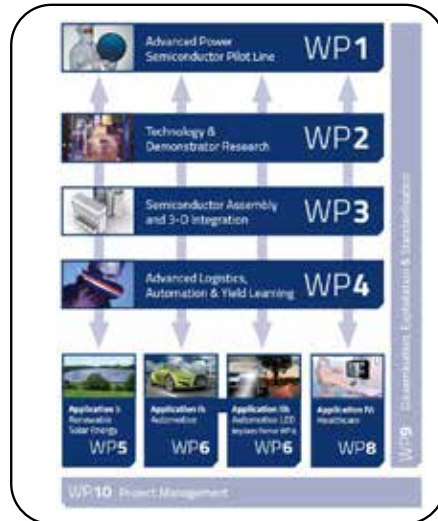 Advanced Power
Semiconductor Pilot Line
WP1
Technology &
Demonstrator Research
WP2
Semiconductor Assembly
and 3-D Integration
WP3
Advanced Logistics,
Automation & Yield Learning
WP4
Application I:
Renewable
Solar Energy
WP5
Application II:
Automotive
WP6
Application III:
Automotive LED
WP6
Application IV:
Healthcare
WP8
WP9 Dissemination, Exploitation & Standardisation
WP10 Project Management